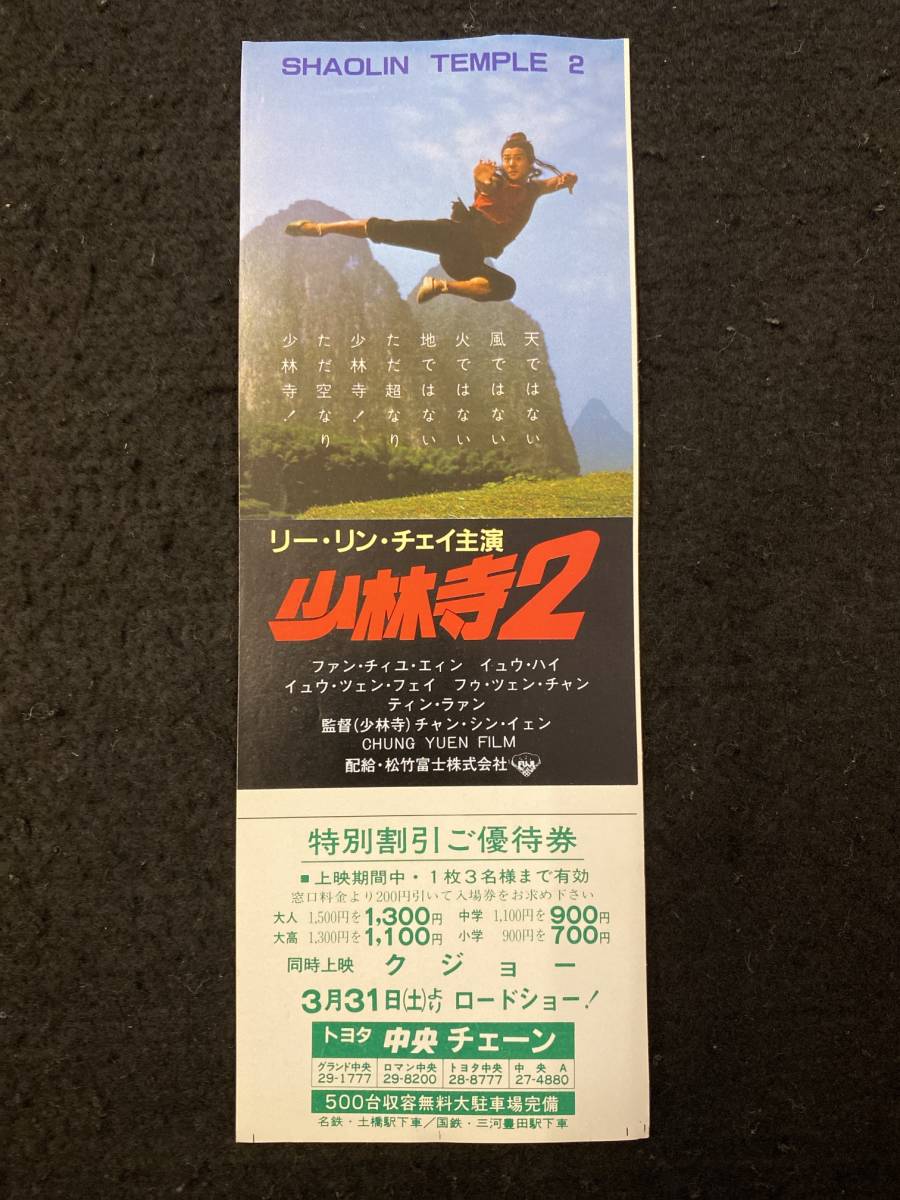 SHAOLIN TEMPLE 2
天ではない
風ではない
火ではない
地ではない
ただ超なり
少林寺!
ただ空なり
少林寺!
リー・リン・チェイ主演
少林寺2
ファン・チィユ・エィン イュウ・ハイ
イュウ・ツェン・フェイ フゥ・ツェン・チャン
ティン・ラァン
監督(少林寺)チャン・シン・イェン
CHUNG YUEN FILM
配給・松竹富士株式会社
特別割引ご優待券
■上映期間中・1枚3名様まで有効
窓口料金より200円引いて入場券をお求め下さい
大人 1,500円を1,300円 中学 1,100円を900円
大高 1,300円を1,100円 小学 900円を700円
同時上映 クジョー
3月31日(土)より ロードショー!
トヨタ 中央 チェーン
グランド中央 ロマン中央 トヨタ中央 中央A
29-1777 29-8200 28-8777 27-4880
500台収容無料大駐車場完備
名鉄・土橋駅下車/国鉄・三河豊田駅下車